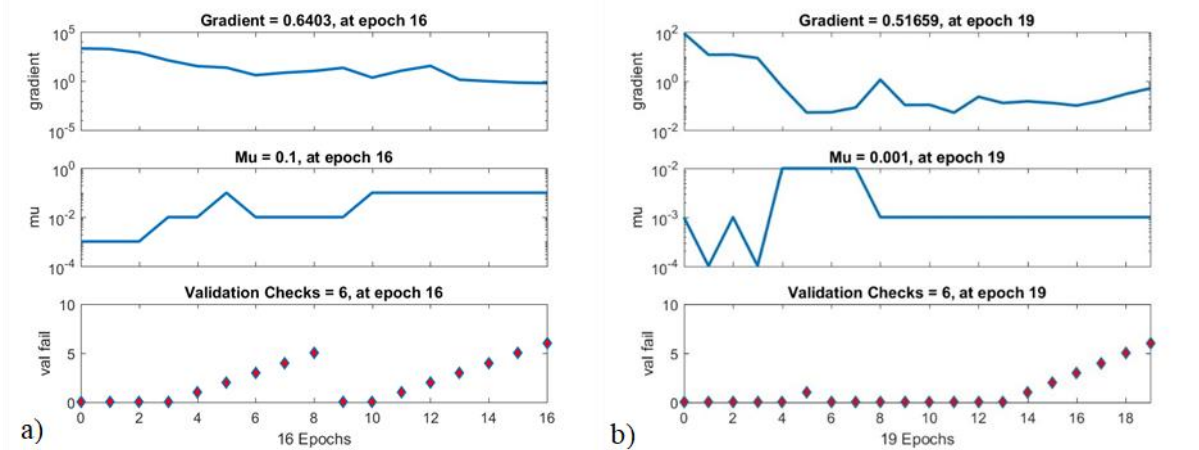 Gradient = 0.6403, at epoch 16
10^5
10^0
10^-5
gradient
Mu = 0.1, at epoch 16
10^0
10^-2
10^-4
mu
Validation Checks = 6, at epoch 16
10
5
0
val fail
0 2 4 6 8 10 12 14 16
16 Epochs
a)
Gradient = 0.51659, at epoch 19
10^2
10^0
10^-2
gradient
Mu = 0.001, at epoch 19
10^-2
10^-3
10^-4
mu
Validation Checks = 6, at epoch 19
10
5
0
val fail
0 2 4 6 8 10 12 14 16 18
19 Epochs
b)